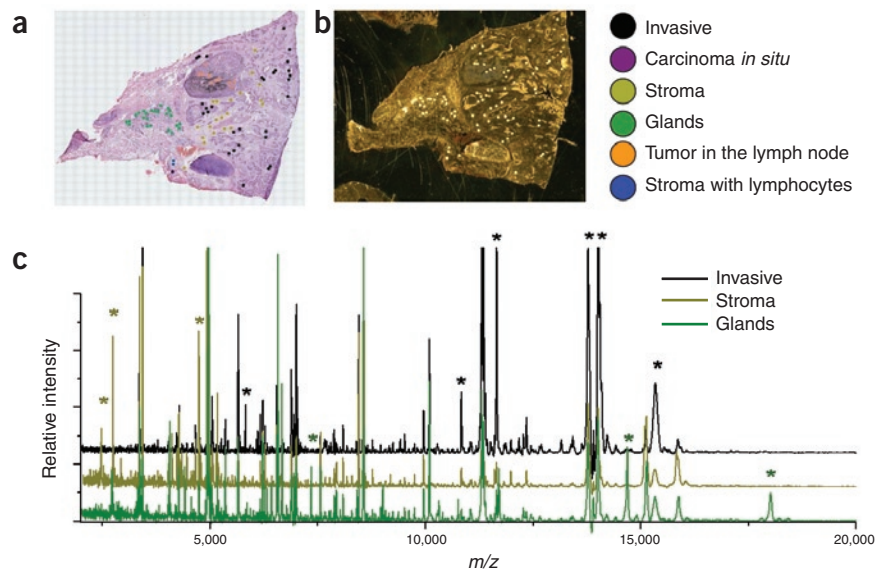 a
b
Invasive
Carcinoma in situ
Stroma
Glands
Tumor in the lymph node
Stroma with lymphocytes
c
* *
*
*
*
*
*
*
*
*
*
*
Invasive
Stroma
Glands
Relative intensity
5,000 10,000 15,000 20,000
m/z